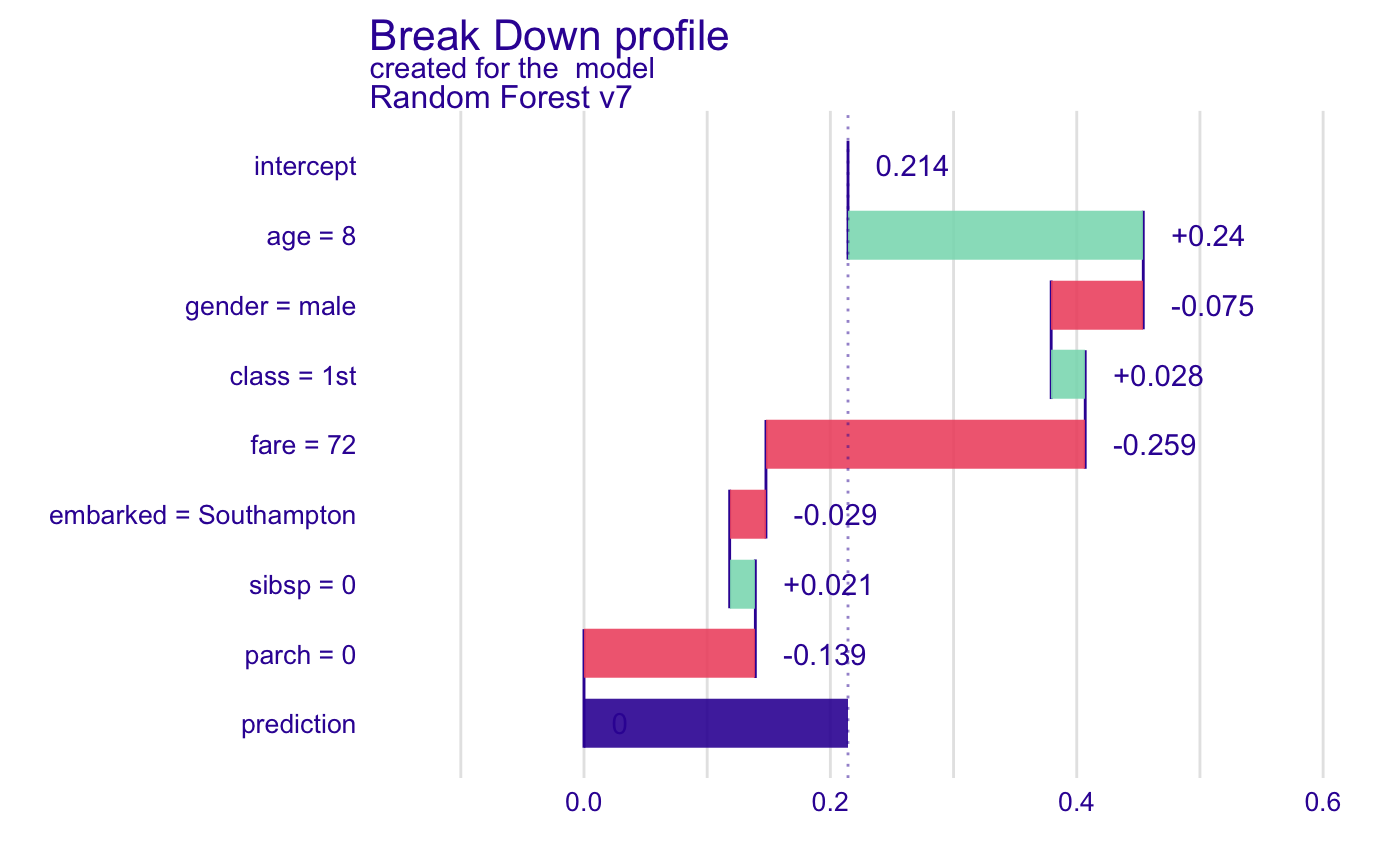 Break Down profile
created for the  model
Random Forest v7
intercept 0.214
age = 8 +0.24
gender = male -0.075
class = 1st +0.028
fare = 72 -0.259
embarked = Southampton -0.029
sibsp = 0 +0.021
parch = 0 -0.139
prediction 0
0.0 0.2 0.4 0.6